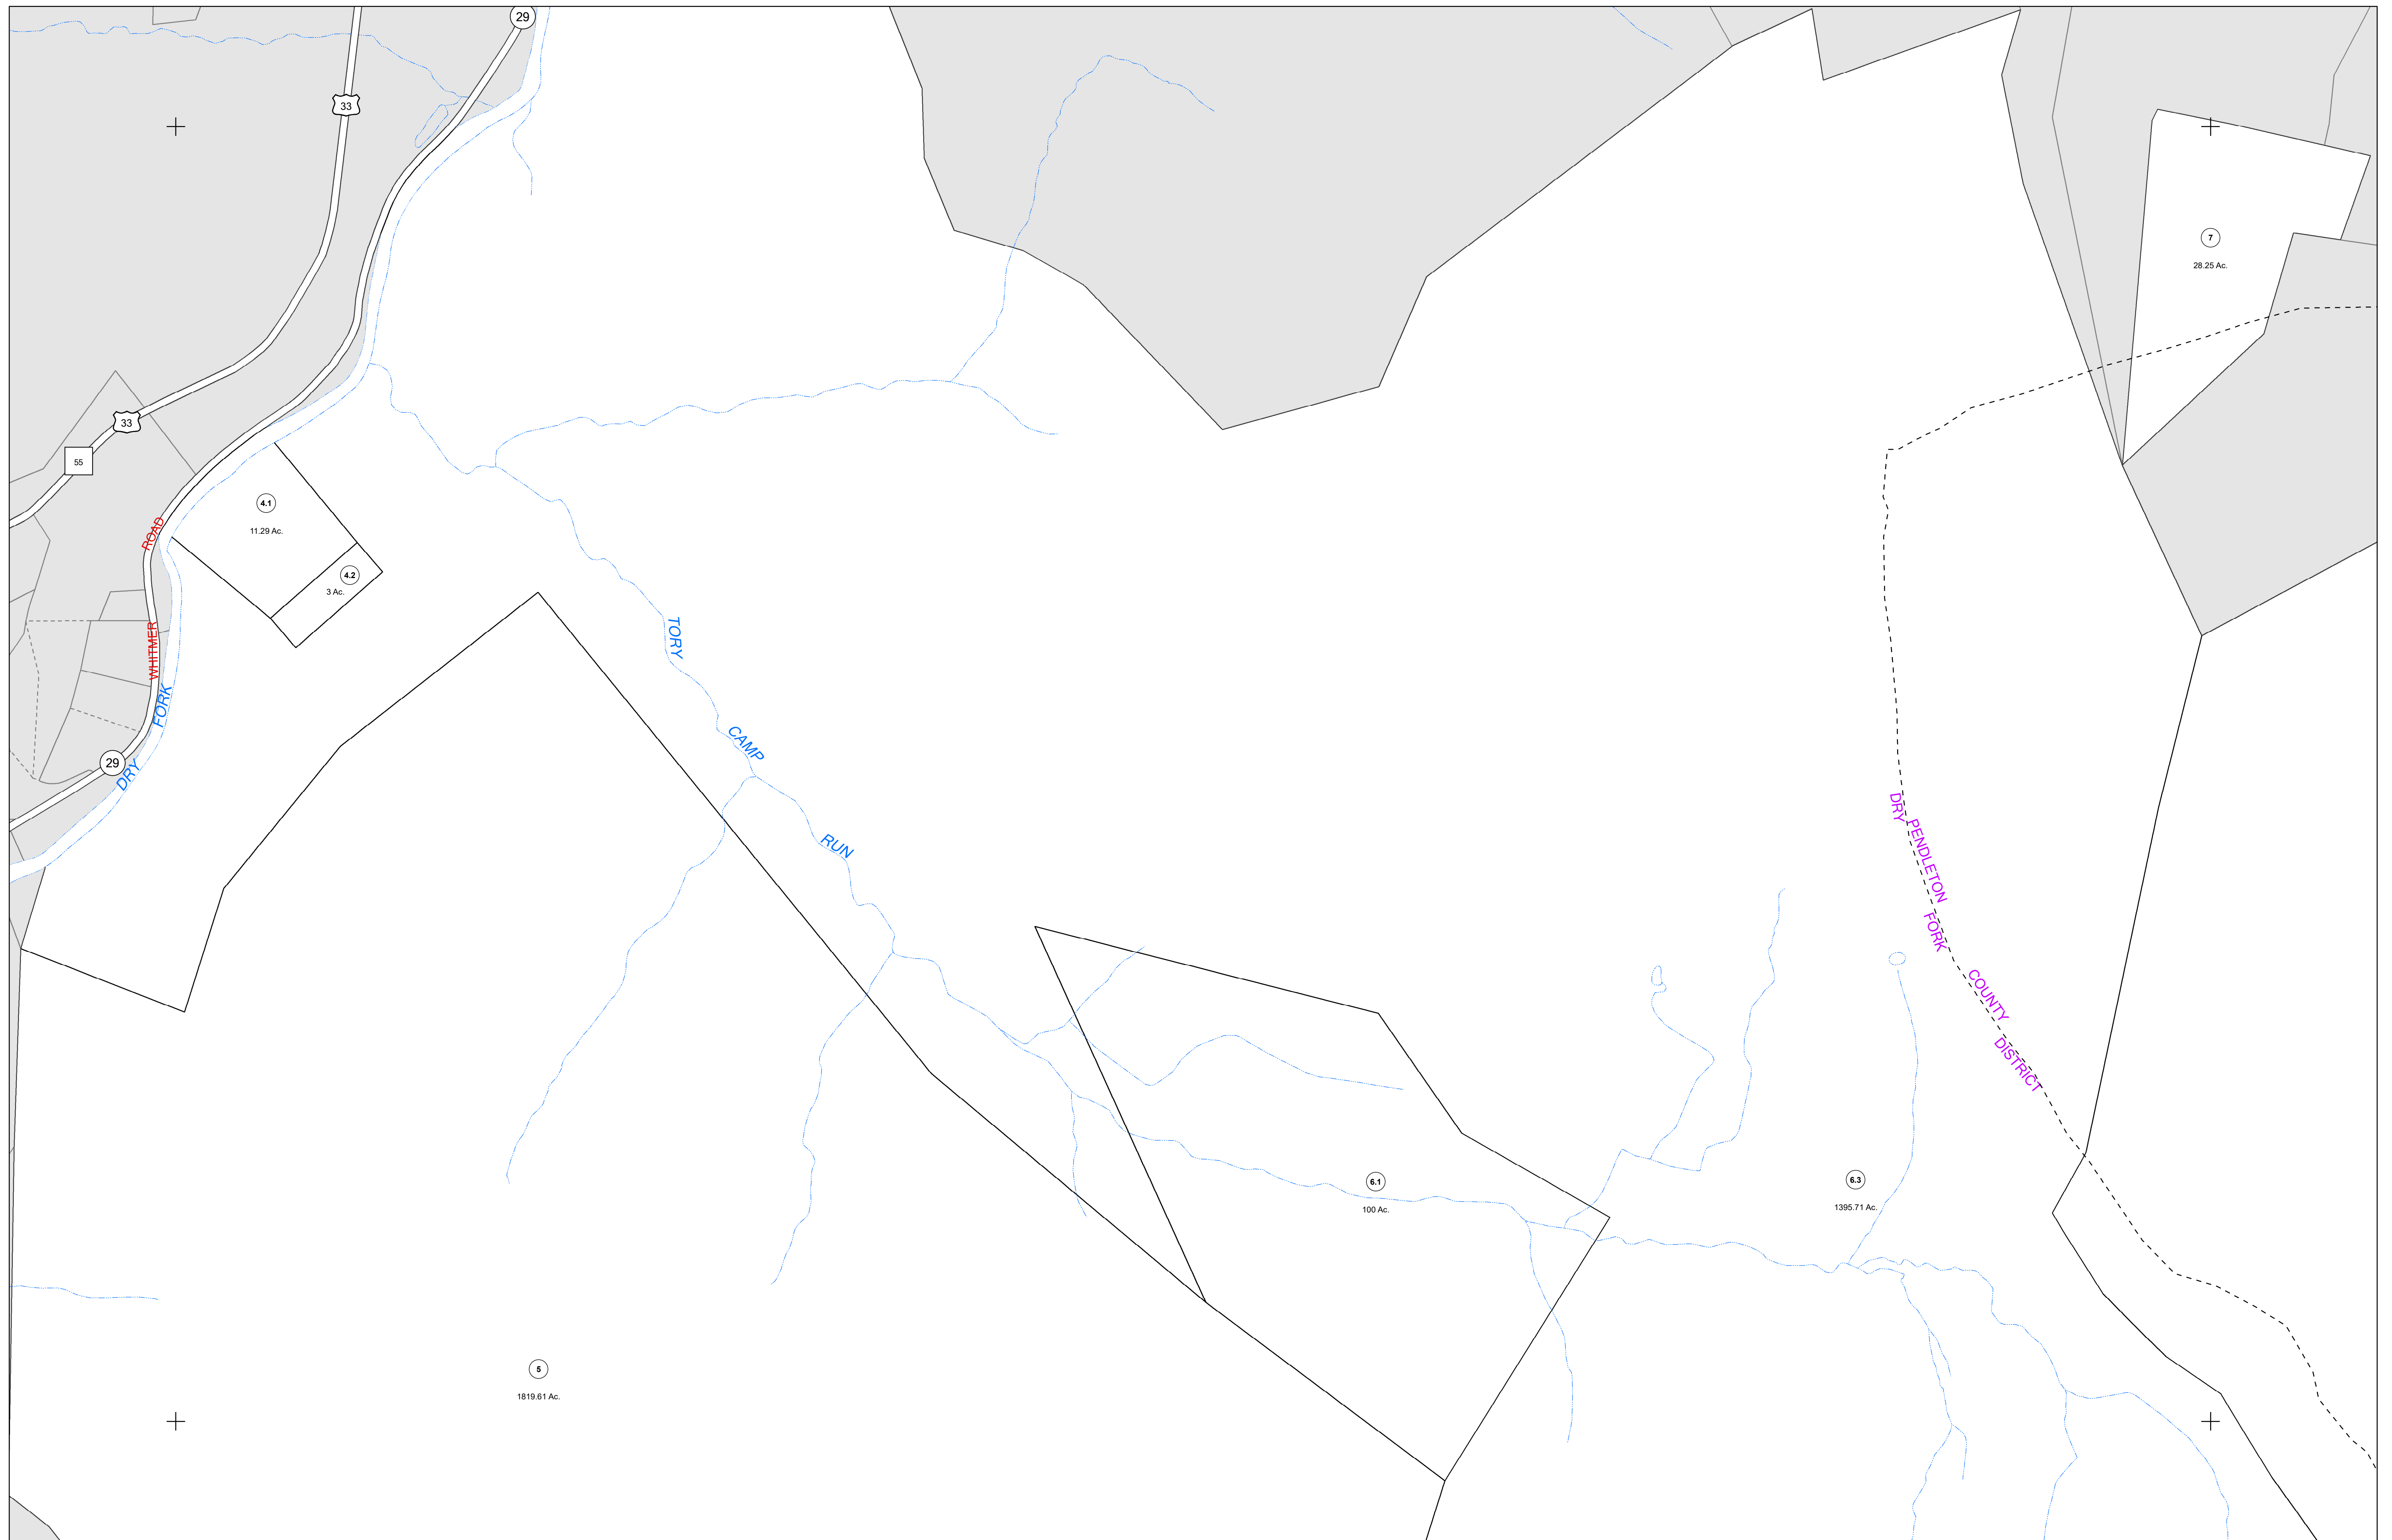 29
33
7
28.25 Ac.
33
55
4.1
11.29 Ac.
ROAD
4.2
3 Ac.
WHITMER
TORY
FORK
CAMP
29
DRY
RUN
DRY
PENDLETON
FORK
COUNTY
DISTRICT
6.1
100 Ac.
6.3
1395.71 Ac.
5
1819.61 Ac.